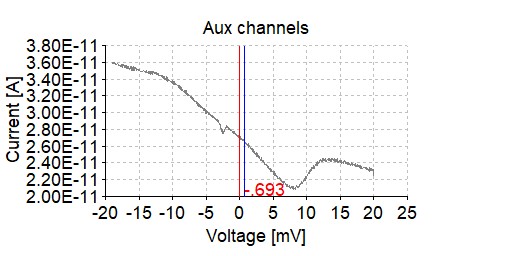 Aux channels
Current [A]
3.80E-11
3.60E-11
3.40E-11
3.20E-11
3.00E-11
2.80E-11
2.60E-11
2.40E-11
2.20E-11
2.00E-11
-.693
-20 -15 -10 -5 0 5 10 15 20 25
Voltage [mV]